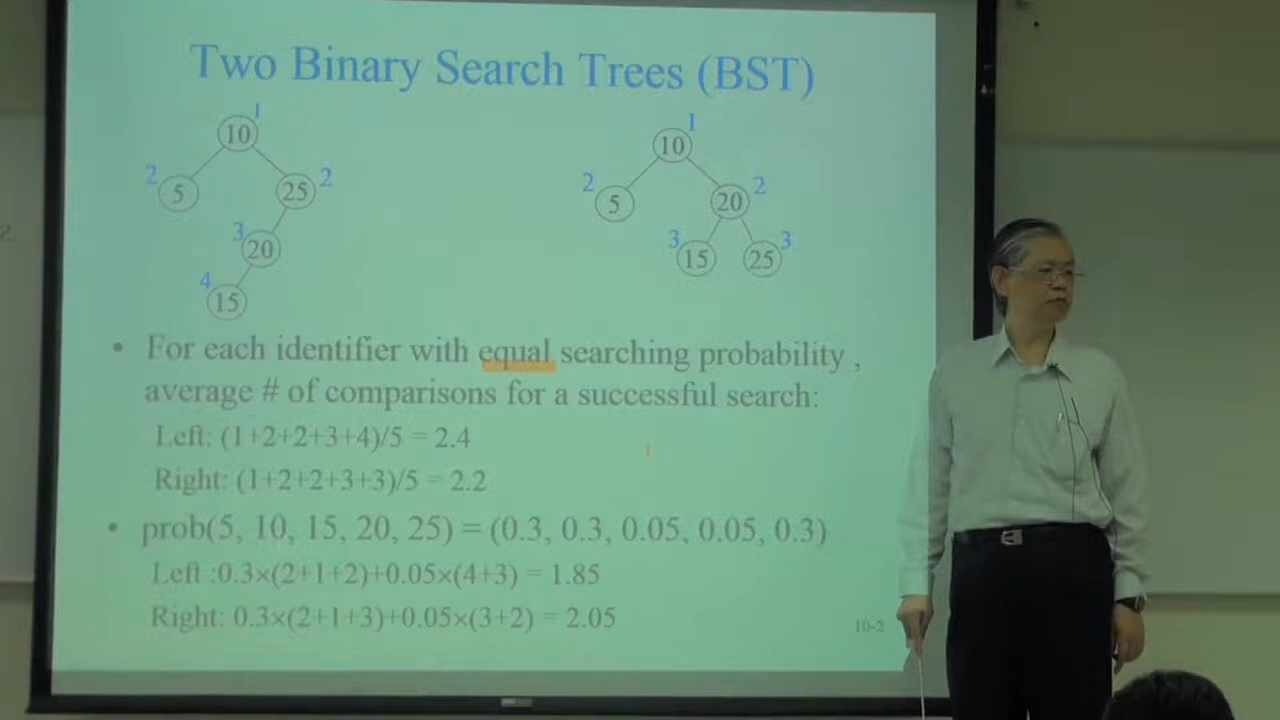 Two Binary Search Trees (BST)
1
10
2
5
25
2
3
20
4
15
1
10
2
5
20
2
3
15
25
3
• For each identifier with equal searching probability ,
average # of comparisons for a successful search:
Left: (1+2+2+3+4)/5 = 2.4
Right: (1+2+2+3+3)/5 = 2.2
• prob(5, 10, 15, 20, 25) = (0.3, 0.3, 0.05, 0.05, 0.3)
Left :0.3×(2+1+2)+0.05×(4+3) = 1.85
Right: 0.3×(2+1+3)+0.05×(3+2) = 2.05
10-2